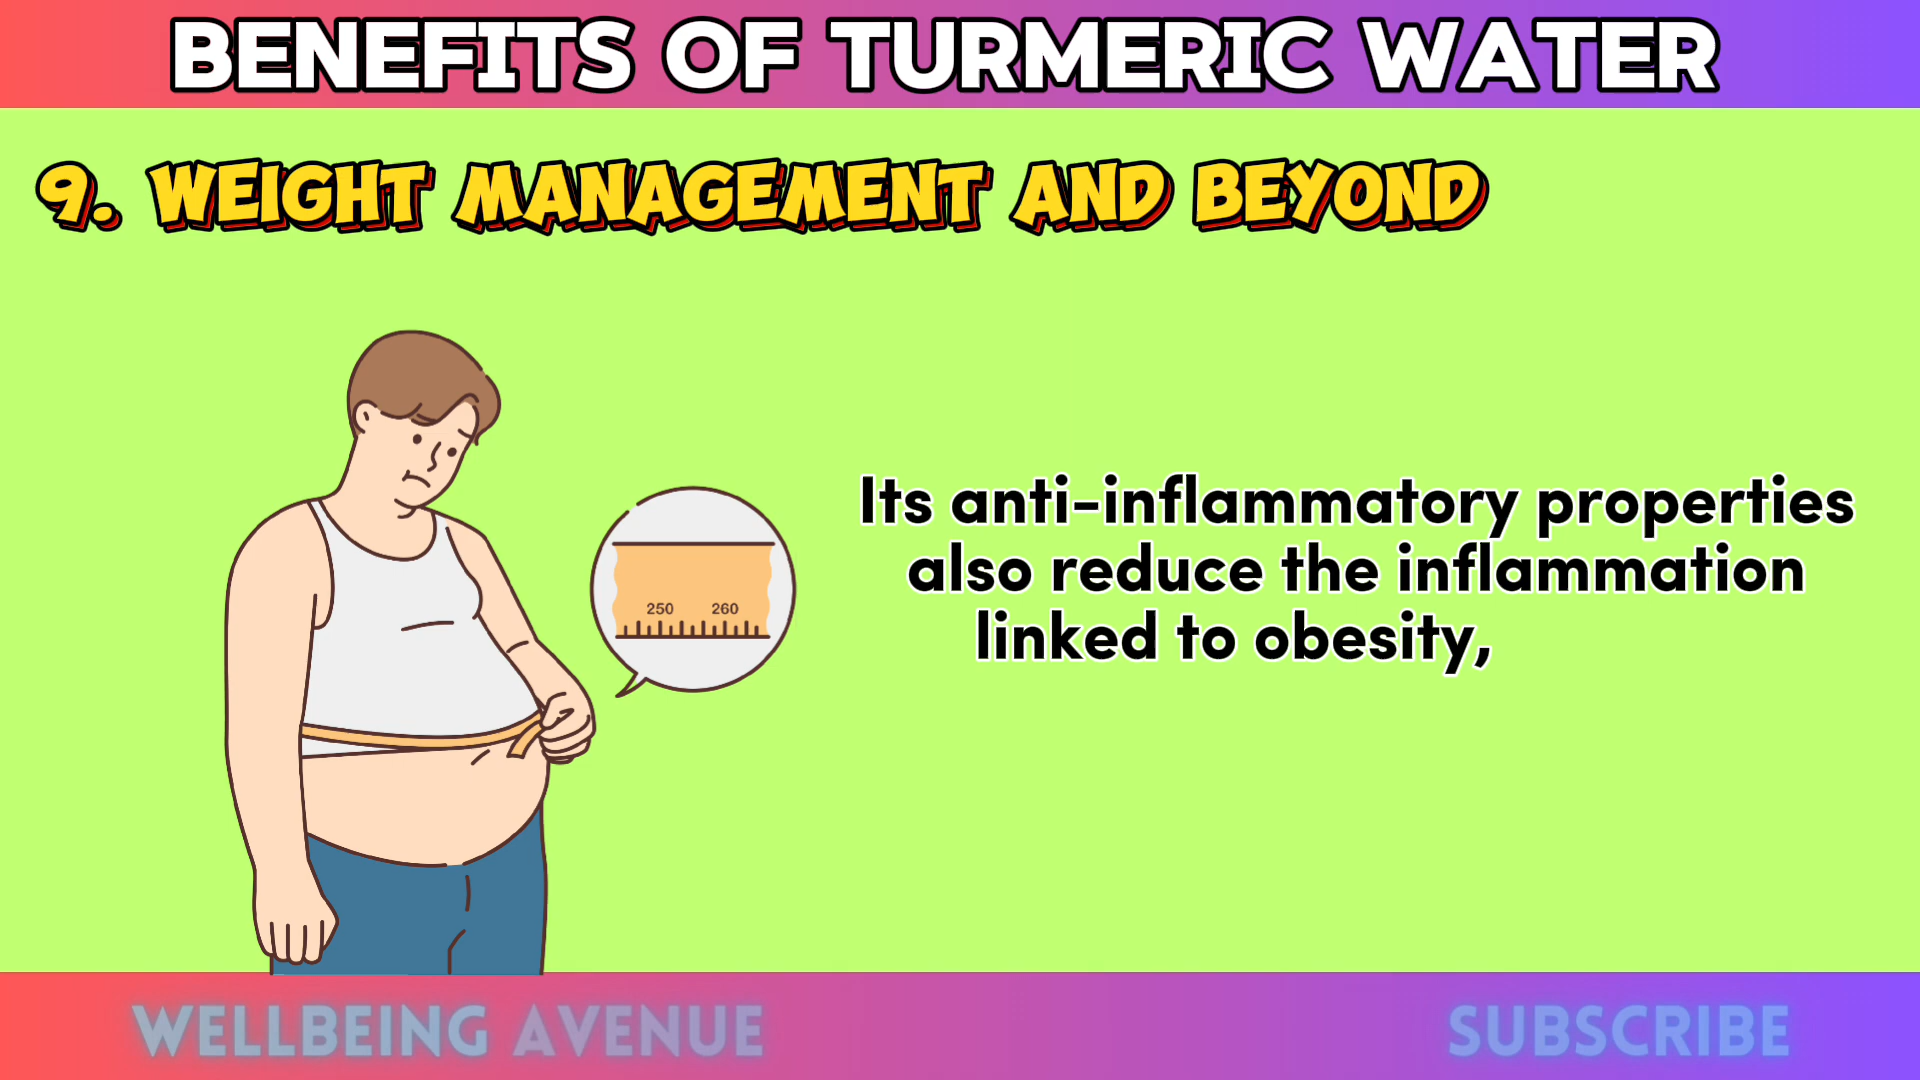 BENEFITS OF TURMERIC WATER
9. WEIGHT MANAGEMENT AND BEYOND
Its anti-inflammatory properties
also reduce the inflammation
linked to obesity,
250 260
WELLBEING AVENUE
SUBSCRIBE